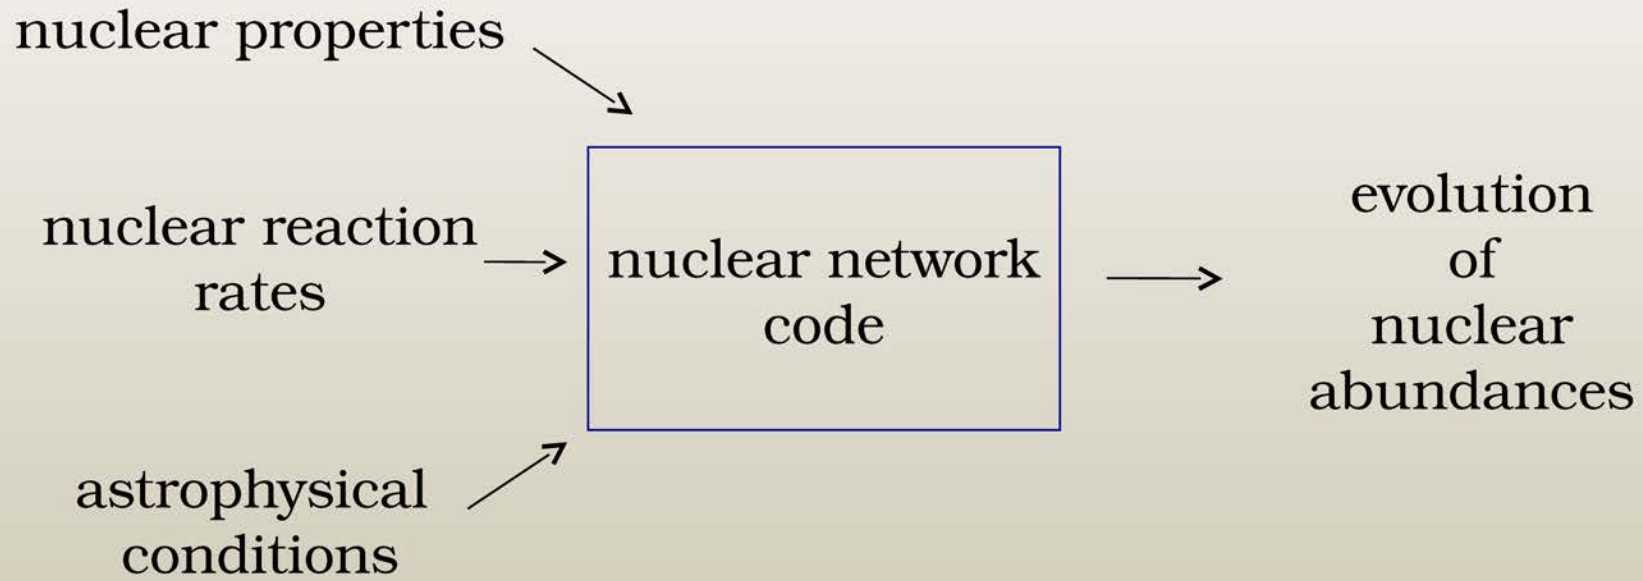 nuclear properties
nuclear reaction
rates
astrophysical
conditions
nuclear network
code
evolution
of
nuclear
abundances